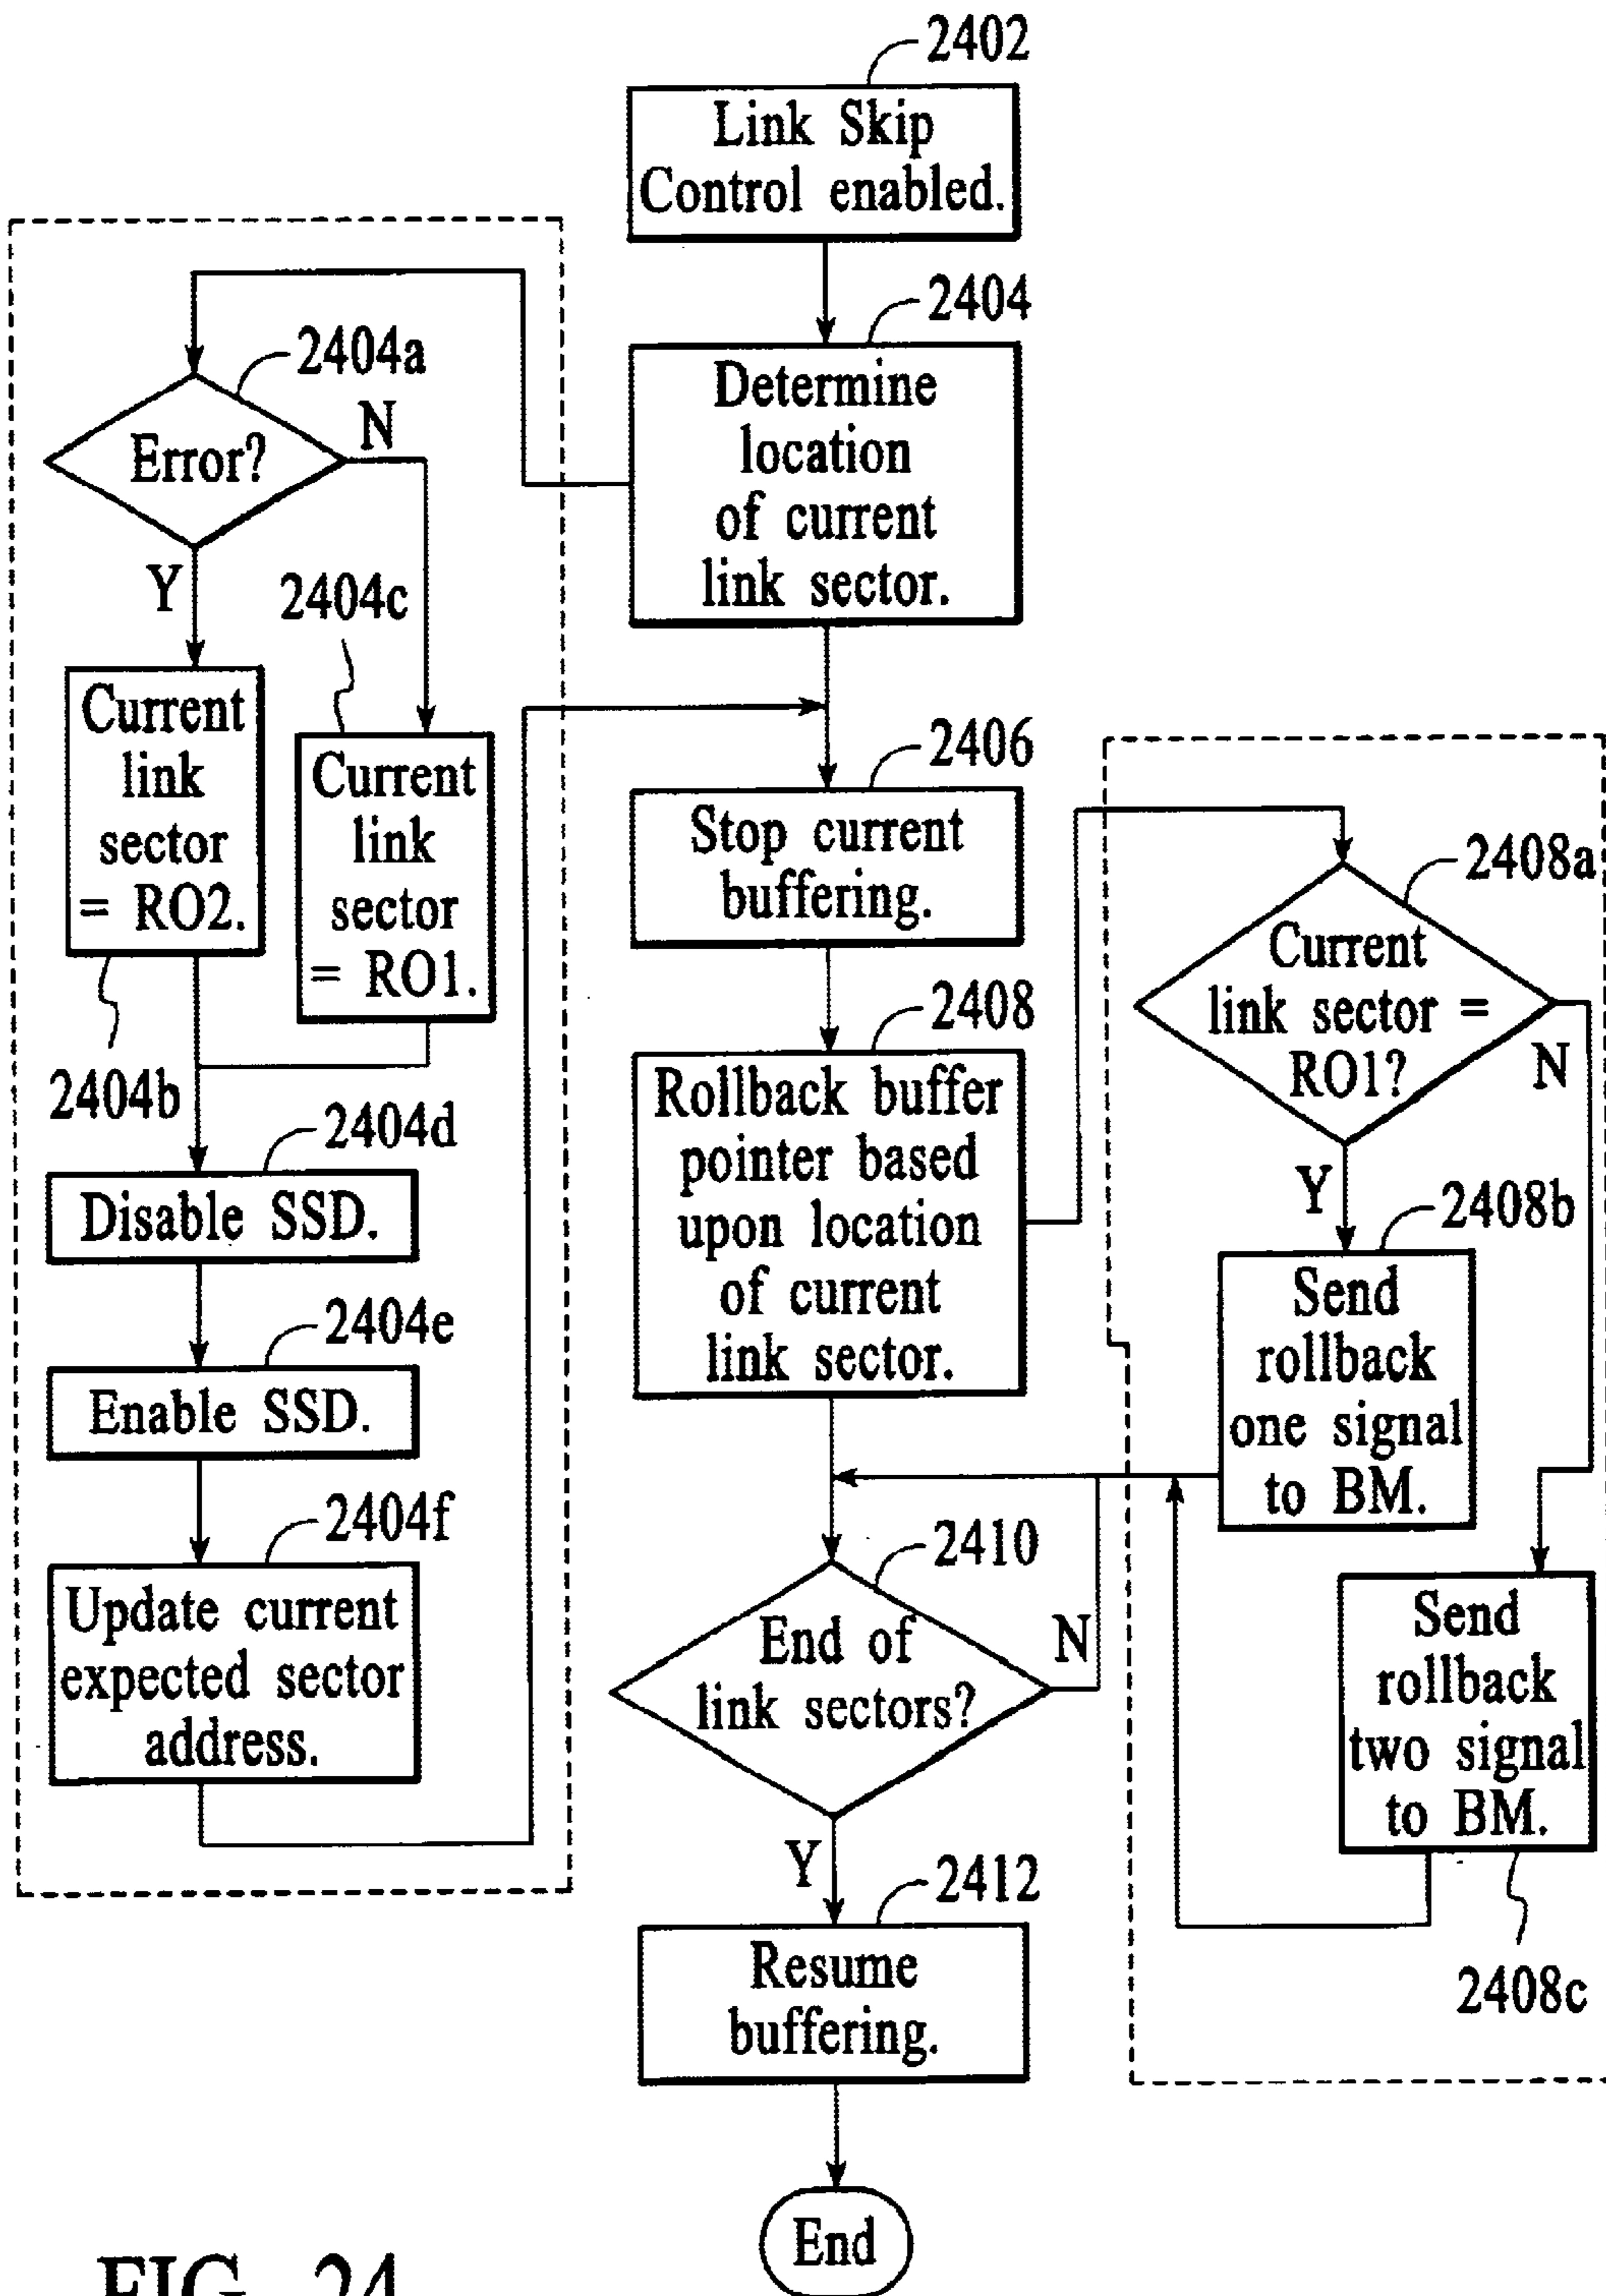 2402
Link Skip
Control enabled.
2404
Determine
location
of current
link sector.
2404a
Error?
N
Y
2404c
Current
link
sector
= RO2.
Current
link
sector
= RO1.
2404b
2404d
Disable SSD.
2404e
Enable SSD.
2404f
Update current
expected sector
address.
2406
Stop current
buffering.
2408
Rollback buffer
pointer based
upon location
of current
link sector.
2408a
Current
link sector =
RO1?
N
Y
2408b
Send
rollback
one signal
to BM.
Send
rollback
two signal
to BM.
2408c
2410
End of
link sectors?
N
Y
2412
Resume
buffering.
End
FIG. 24